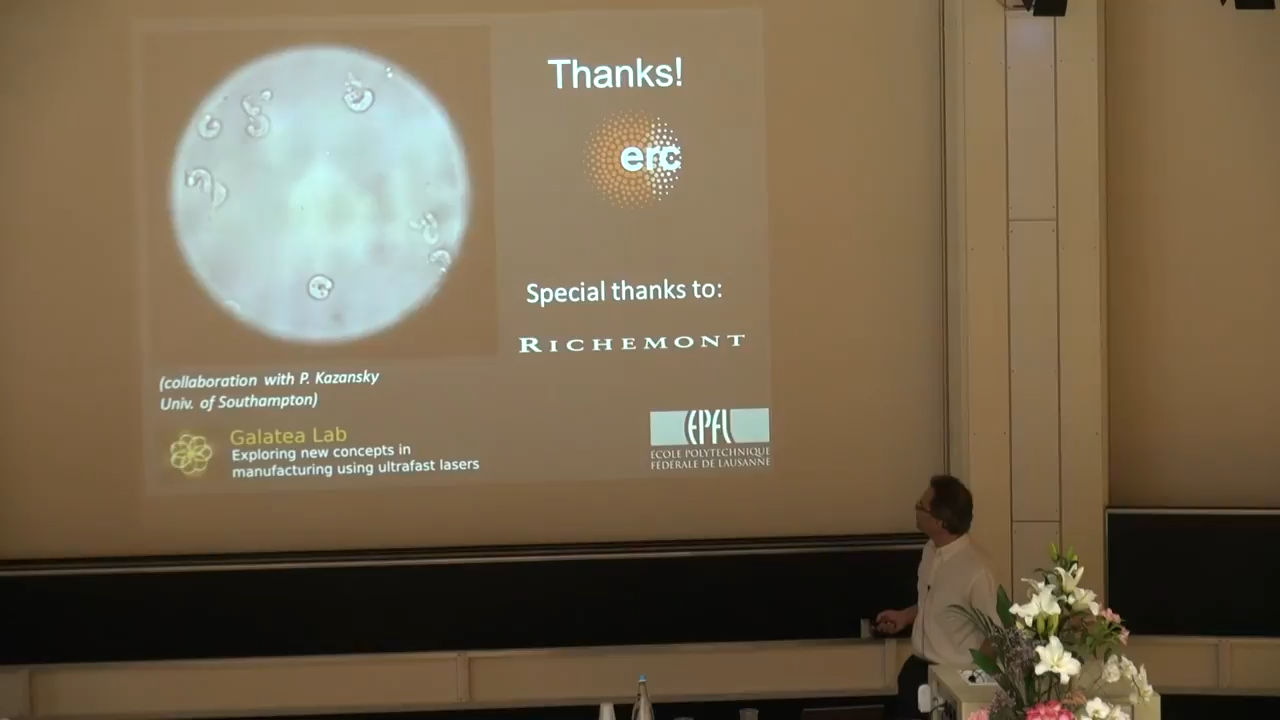 Thanks!
erc
Special thanks to:
RICHEMONT
(collaboration with P. Kazansky
Univ. of Southampton)
Galatea Lab
Exploring new concepts in
manufacturing using ultrafast lasers
EPFL
ÉCOLE POLYTECHNIQUE
FÉDÉRALE DE LAUSANNE